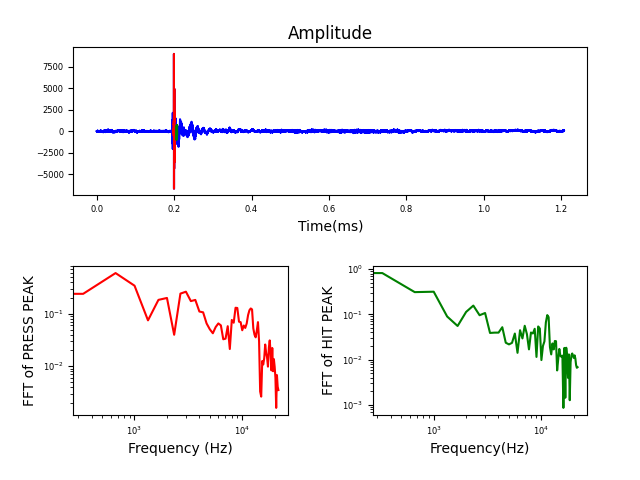 Amplitude
7500
5000
2500
0
−2500
−5000
0.0 0.2 0.4 0.6 0.8 1.0 1.2
Time(ms)
FFT of PRESS PEAK
10⁻¹
10⁻²
10³ 10⁴
Frequency (Hz)
FFT of HIT PEAK
10⁰
10⁻¹
10⁻²
10⁻³
10³ 10⁴
Frequency(Hz)